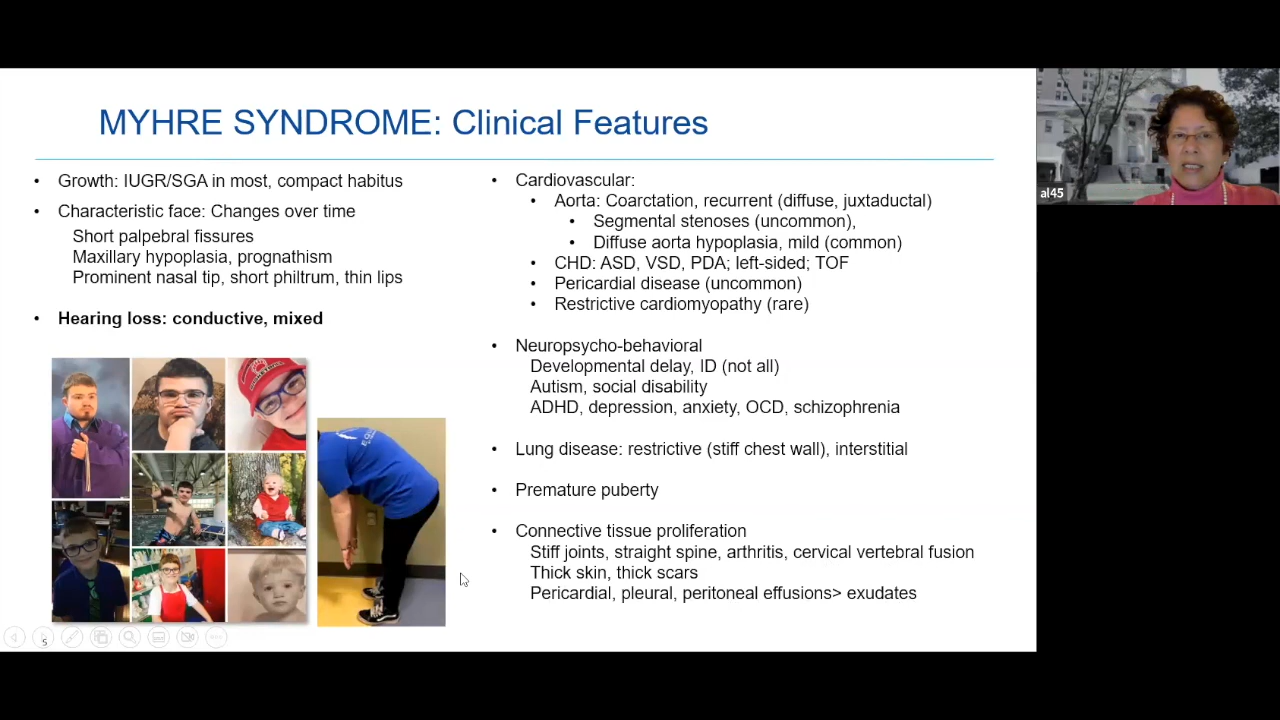 MYHRE SYNDROME: Clinical Features
• Growth: IUGR/SGA in most, compact habitus
• Characteristic face: Changes over time
Short palpebral fissures
Maxillary hypoplasia, prognathism
Prominent nasal tip, short philtrum, thin lips
• Hearing loss: conductive, mixed
• Cardiovascular:
• Aorta: Coarctation, recurrent (diffuse, juxtaductal)
• Segmental stenoses (uncommon),
• Diffuse aorta hypoplasia, mild (common)
• CHD: ASD, VSD, PDA; left-sided; TOF
• Pericardial disease (uncommon)
• Restrictive cardiomyopathy (rare)
• Neuropsycho-behavioral
Developmental delay, ID (not all)
Autism, social disability
ADHD, depression, anxiety, OCD, schizophrenia
• Lung disease: restrictive (stiff chest wall), interstitial
• Premature puberty
• Connective tissue proliferation
Stiff joints, straight spine, arthritis, cervical vertebral fusion
Thick skin, thick scars
Pericardial, pleural, peritoneal effusions> exudates
5
al45